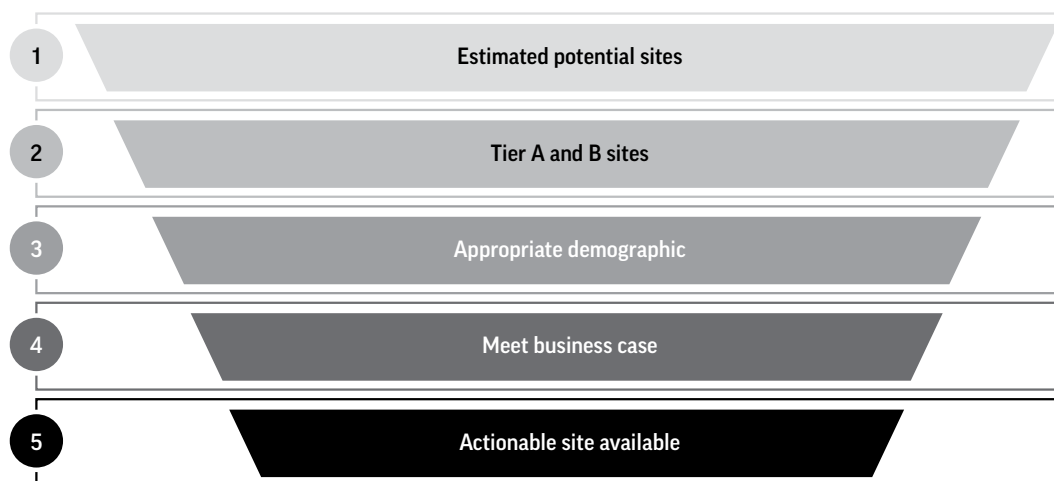 1
Estimated potential sites
2
Tier A and B sites
3
Appropriate demographic
4
Meet business case
5
Actionable site available